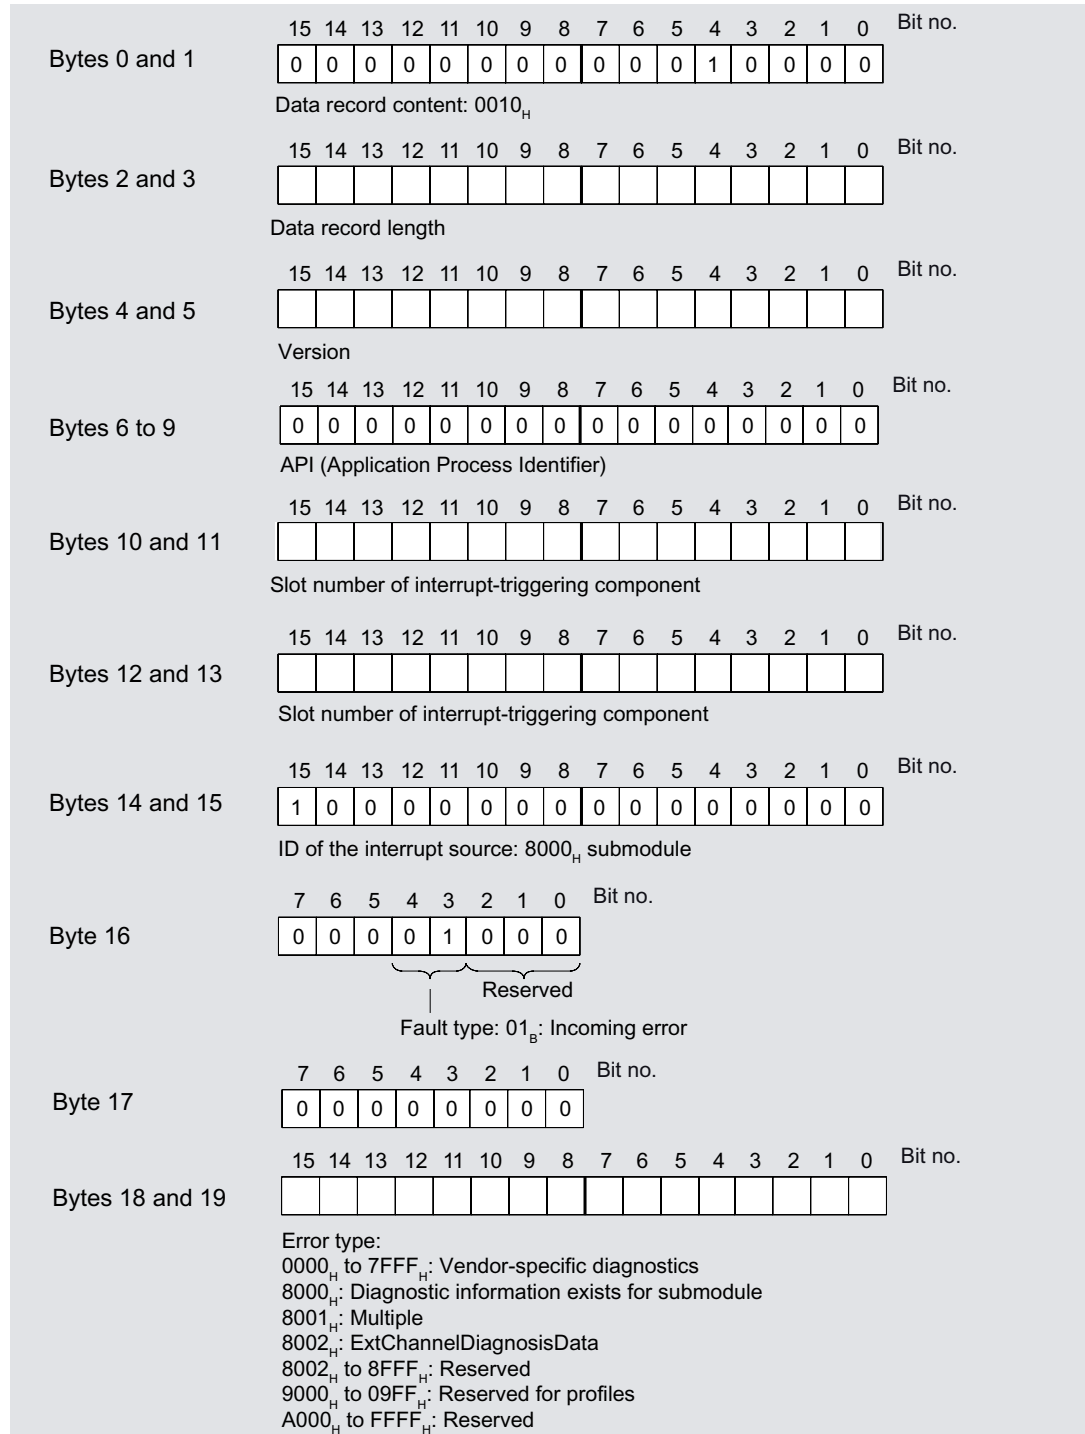 15 14 13 12 11 10 9 8 7 6 5 4 3 2 1 0 Bit no.
Bytes 0 and 1 0 0 0 0 0 0 0 0 0 0 0 1 0 0 0 0
Data record content: 0010H
15 14 13 12 11 10 9 8 7 6 5 4 3 2 1 0 Bit no.
Bytes 2 and 3
Data record length
15 14 13 12 11 10 9 8 7 6 5 4 3 2 1 0 Bit no.
Bytes 4 and 5
Version
15 14 13 12 11 10 9 8 7 6 5 4 3 2 1 0 Bit no.
Bytes 6 to 9 0 0 0 0 0 0 0 0 0 0 0 0 0 0 0 0
API (Application Process Identifier)
15 14 13 12 11 10 9 8 7 6 5 4 3 2 1 0 Bit no.
Bytes 10 and 11
Slot number of interrupt-triggering component
15 14 13 12 11 10 9 8 7 6 5 4 3 2 1 0 Bit no.
Bytes 12 and 13
Slot number of interrupt-triggering component
15 14 13 12 11 10 9 8 7 6 5 4 3 2 1 0 Bit no.
Bytes 14 and 15 1 0 0 0 0 0 0 0 0 0 0 0 0 0 0 0
ID of the interrupt source: 8000H submodule
7 6 5 4 3 2 1 0 Bit no.
Byte 16 0 0 0 0 1 0 0 0
Reserved
Fault type: 01B: Incoming error
7 6 5 4 3 2 1 0 Bit no.
Byte 17 0 0 0 0 0 0 0 0
15 14 13 12 11 10 9 8 7 6 5 4 3 2 1 0 Bit no.
Bytes 18 and 19
Error type:
0000H to 7FFFH: Vendor-specific diagnostics
8000H: Diagnostic information exists for submodule
8001H: Multiple
8002H: ExtChannelDiagnosisData
8002H to 8FFFH: Reserved
9000H to 09FFH: Reserved for profiles
A000H to FFFFH: Reserved